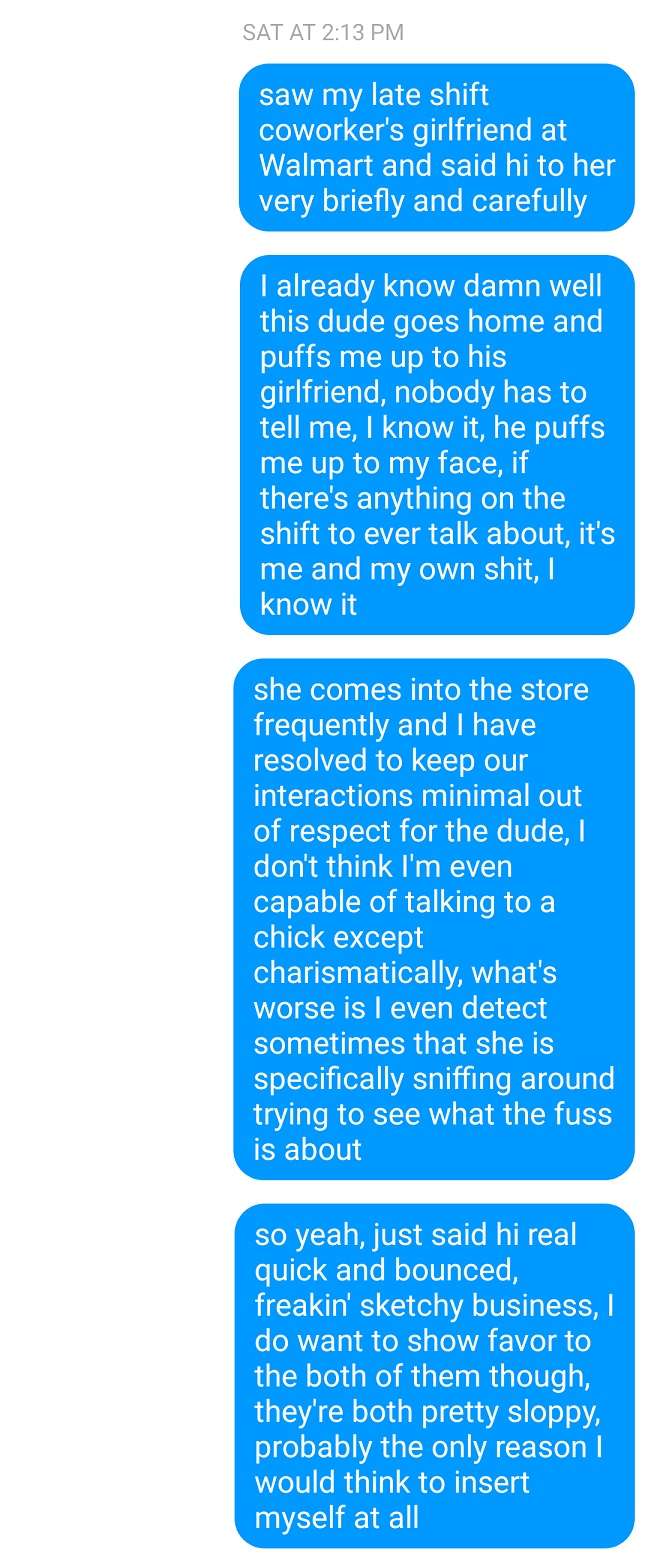 SAT AT 2:13 PM
saw my late shift
coworker's girlfriend at
Walmart and said hi to her
very briefly and carefully
I already know damn well
this dude goes home and
puffs me up to his
girlfriend, nobody has to
tell me, I know it, he puffs
me up to my face, if
there's anything on the
shift to ever talk about, it's
me and my own shit, I
know it
she comes into the store
frequently and I have
resolved to keep our
interactions minimal out
of respect for the dude, I
don't think I'm even
capable of talking to a
chick except
charismatically, what's
worse is I even detect
sometimes that she is
specifically sniffing around
trying to see what the fuss
is about
so yeah, just said hi real
quick and bounced,
freakin' sketchy business, I
do want to show favor to
the both of them though,
they're both pretty sloppy,
probably the only reason I
would think to insert
myself at all